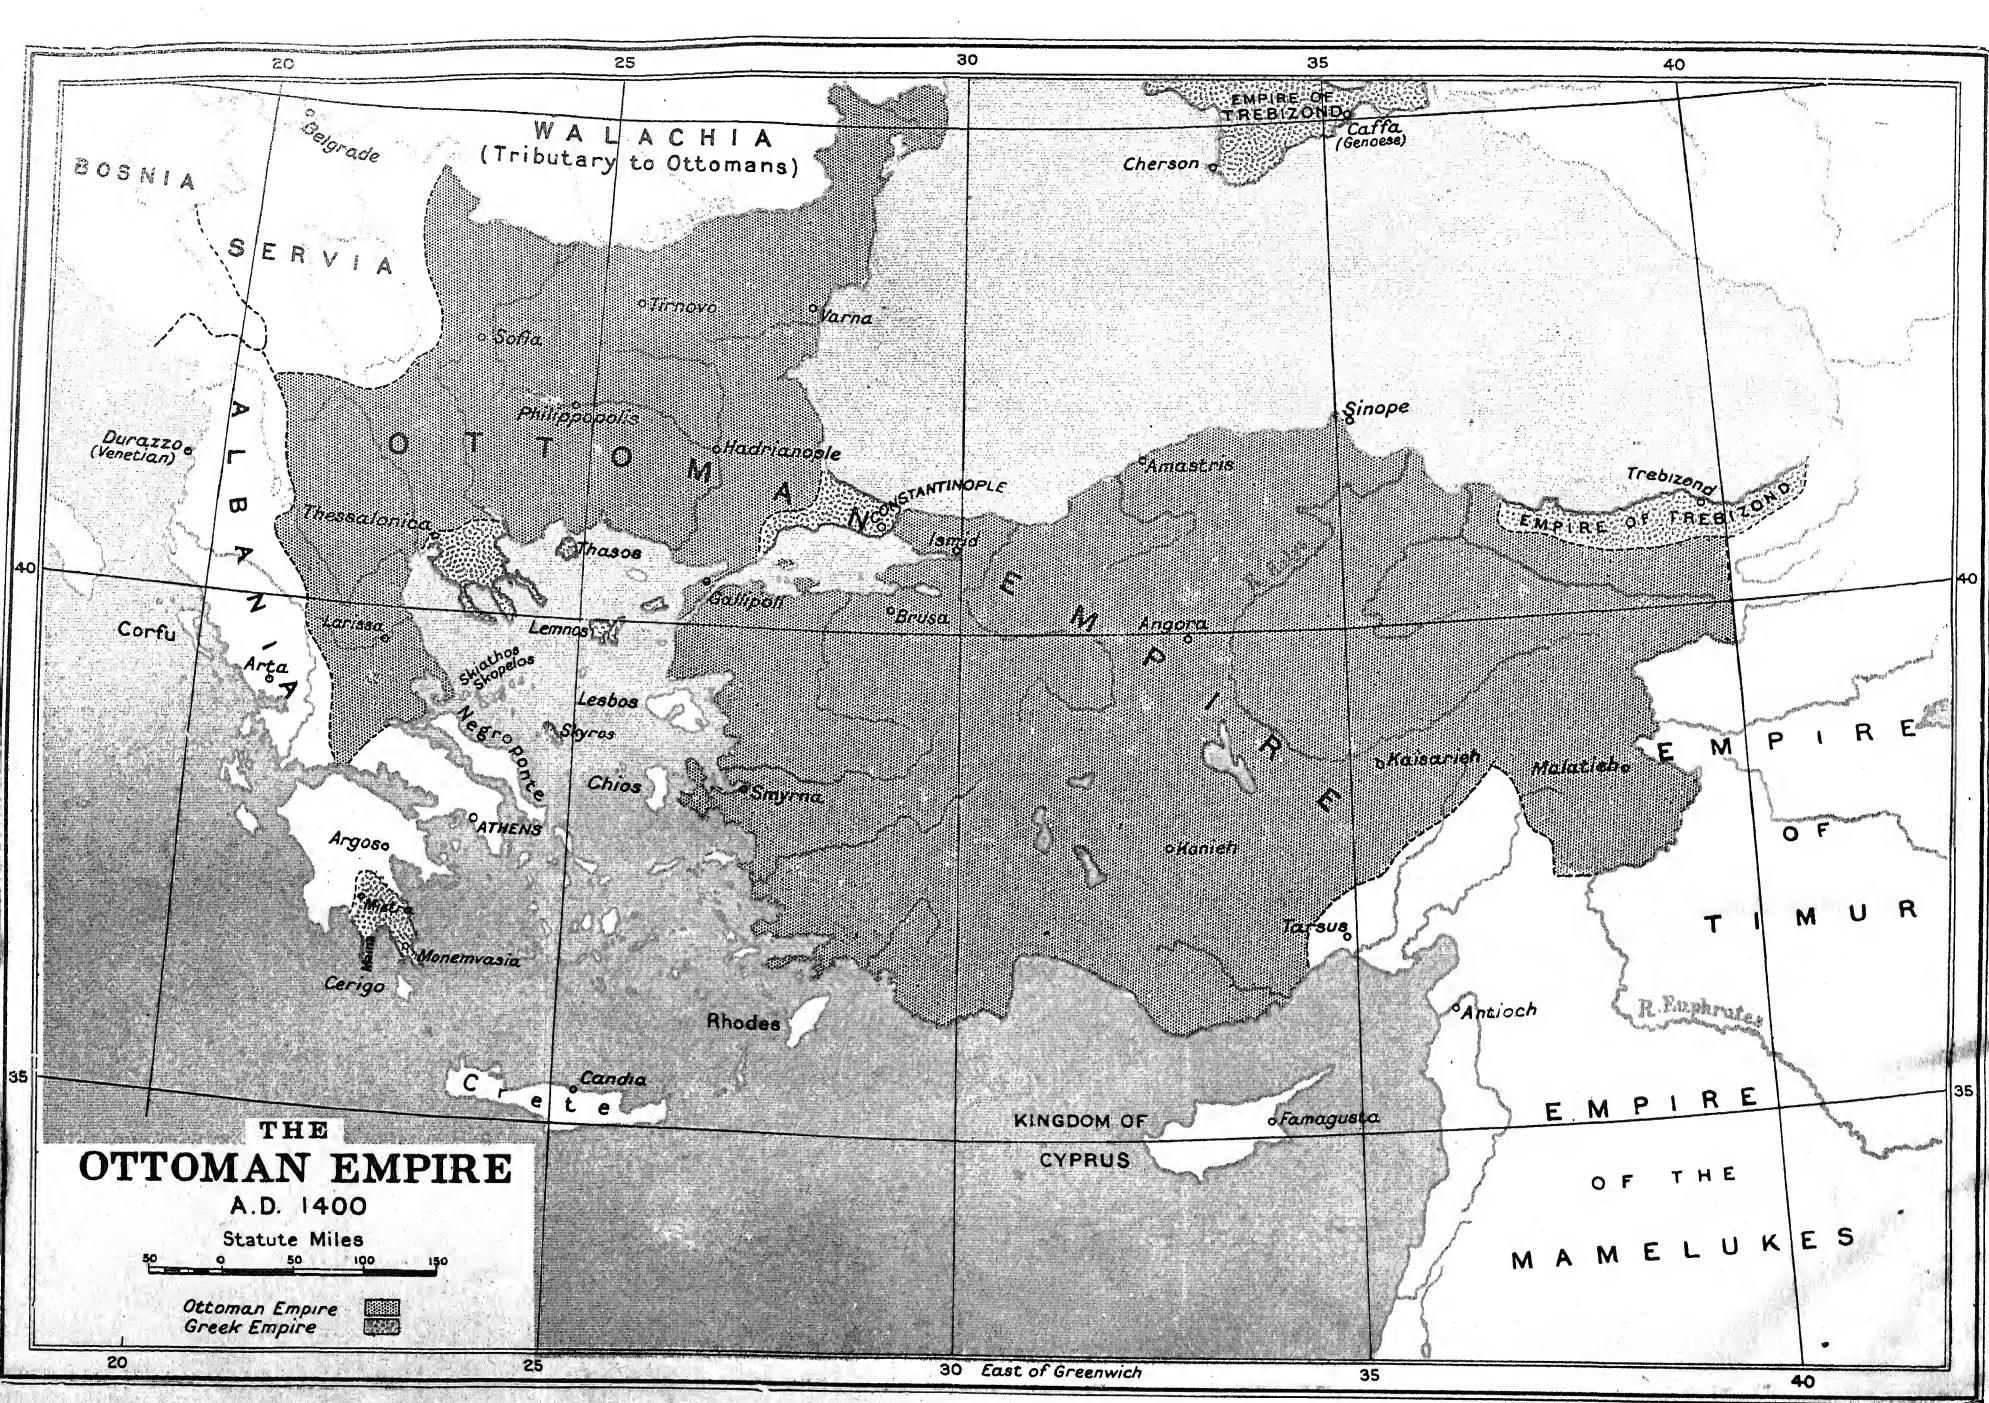 20 25 30 35 40
BOSNIA
Belgrade
WALACHIA
(Tributary to Ottomans)
EMPIRE OF
TREBIZOND
Caffa
(Genoese)
Cherson
SERVIA
Tirnovo
Varna
Sofia
Philippopolis
Hadrianople
Sinope
Amastris
Trebizond
EMPIRE OF TREBIZOND
ALBANIA
Durazzo
(Venetian)
OTTOMAN EMPIRE
CONSTANTINOPLE
Thessalonica
Thasos
Ismid
40
40
Gallipoli
Brusa
Angora
Corfu
Larissa
Lemnos
Arta
Skiathos
Skopelos
Lesbos
Negroponte
Skyros
Chios
Smyrna
Kaisarieh
Malatieh
EMPIRE
OF
TIMUR
ATHENS
Argos
Konieh
Mistra
Maina
Monemvasia
Cerigo
Tarsus
Rhodes
Antioch
R. Euphrates
35
35
Crete
Candia
KINGDOM OF
CYPRUS
Famagusta
EMPIRE
OF THE
MAMELUKES
THE
OTTOMAN EMPIRE
A.D. 1400
Statute Miles
50 0 50 100 150
Ottoman Empire
Greek Empire
20 25 30 East of Greenwich 35 40